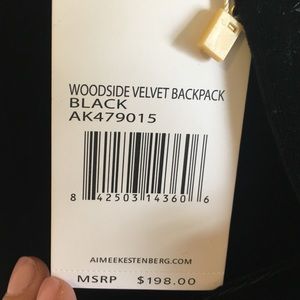 WOODSIDE VELVET BACKPACK
BLACK
AK479015
8 42503 14360 6
AIMEEKESTENBERG.COM
MSRP $198.00